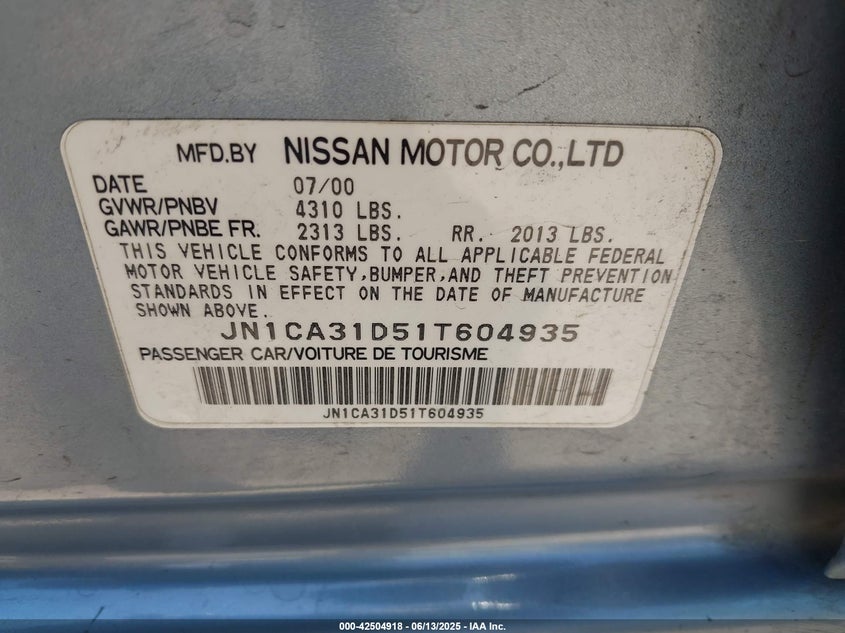 MFD.BY NISSAN MOTOR CO.,LTD
DATE 07/00
GVWR/PNBV 4310 LBS.
GAWR/PNBE FR. 2313 LBS. RR. 2013 LBS.
THIS VEHICLE CONFORMS TO ALL APPLICABLE FEDERAL
MOTOR VEHICLE SAFETY,BUMPER,AND THEFT PREVENTION
STANDARDS IN EFFECT ON THE DATE OF MANUFACTURE
SHOWN ABOVE.
JN1CA31D51T604935
PASSENGER CAR/VOITURE DE TOURISME
JN1CA31D51T604935
000-42504918 - 06/13/2025 - IAA Inc.